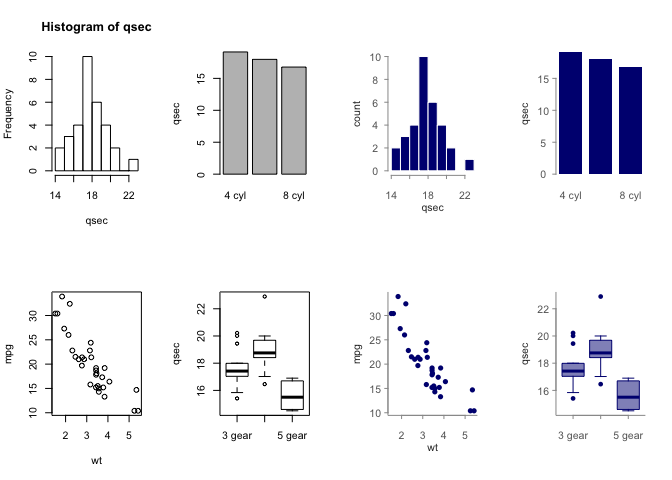 Histogram of qsec
Frequency
0 2 4 6 8 10
14 18 22
qsec
qsec
0 5 10 15
4 cyl 8 cyl
count
0 2 4 6 8 10
14 18 22
qsec
qsec
0 5 10 15
4 cyl 8 cyl
mpg
10 15 20 25 30
2 3 4 5
wt
qsec
16 18 20 22
3 gear 5 gear
mpg
10 15 20 25 30
2 3 4 5
wt
qsec
16 18 20 22
3 gear 5 gear